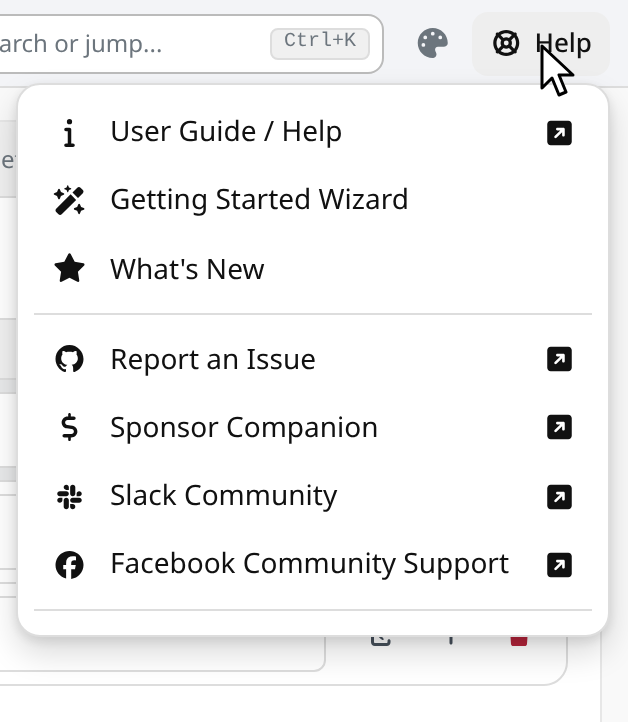 arch or jump...
Ctrl+K
Help
User Guide / Help
Getting Started Wizard
What's New
Report an Issue
Sponsor Companion
Slack Community
Facebook Community Support